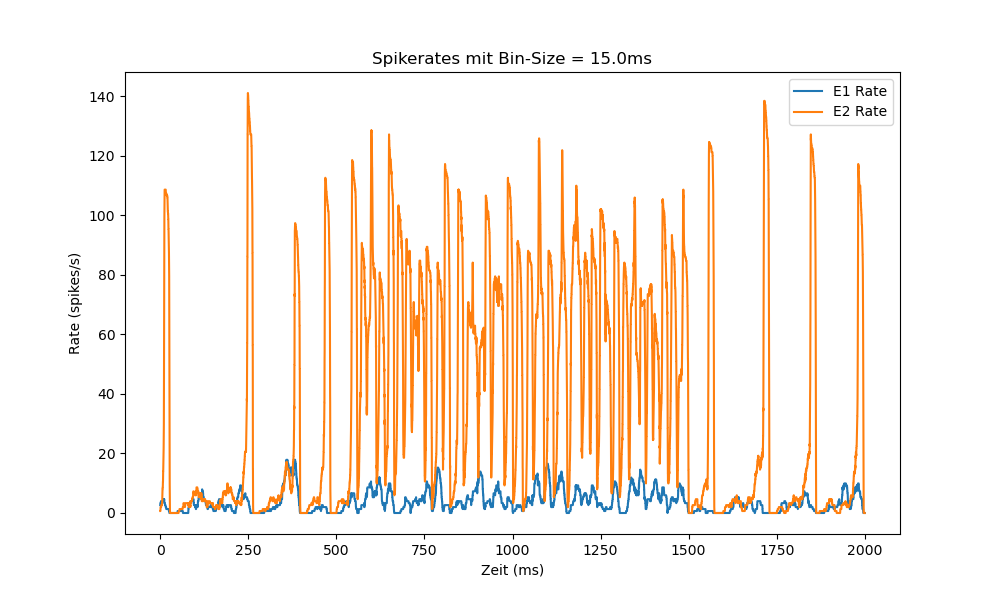 Spikerates mit Bin-Size = 15.0ms
E1 Rate
E2 Rate
Rate (spikes/s)
140
120
100
80
60
40
20
0
0 250 500 750 1000 1250 1500 1750 2000
Zeit (ms)